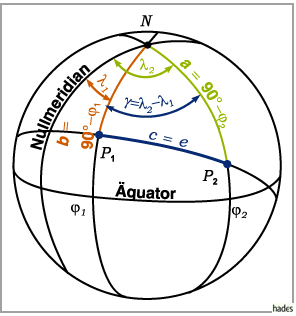 N
Nullmeridian
λ₁
λ₂
a = 90°-φ₂
b =
90°-φ₁
γ=λ₂-λ₁
c = e
P₁
P₂
Äquator
φ₁
φ₂
hades